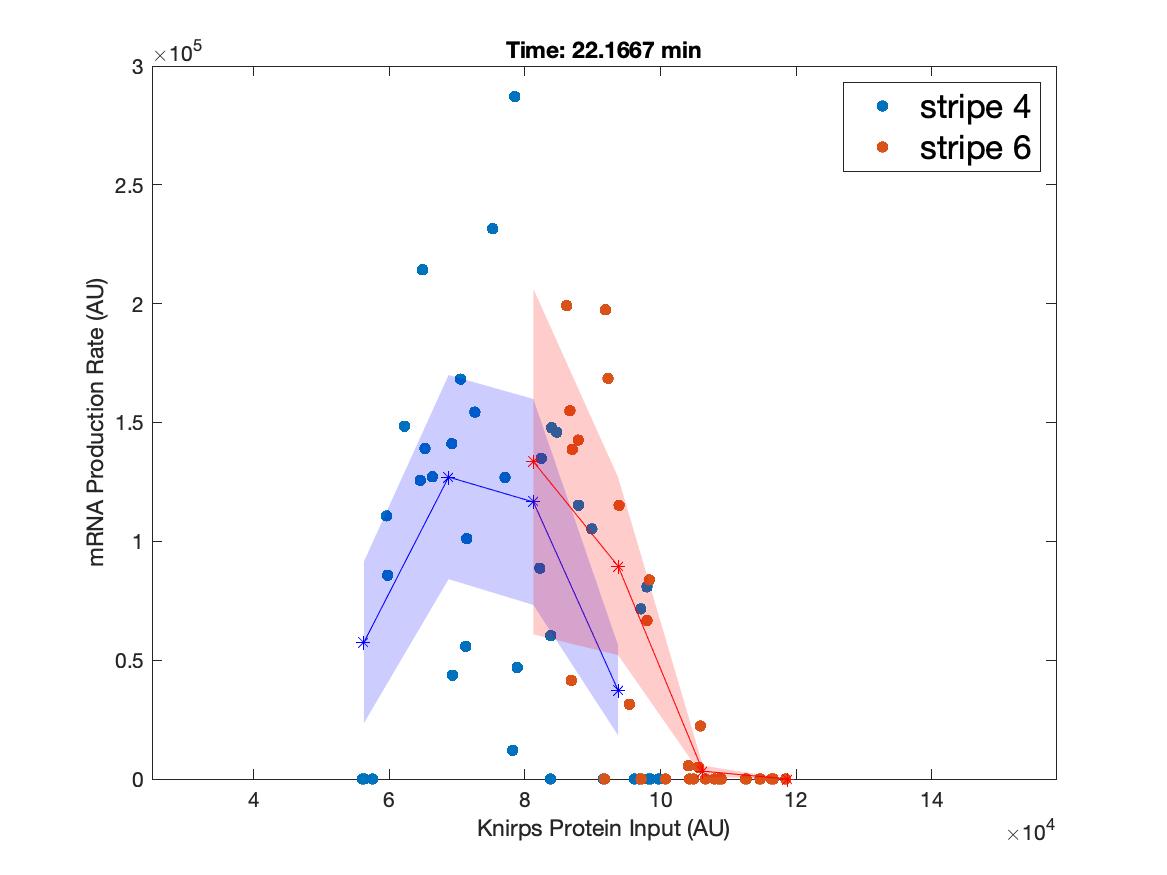 Time: 22.1667 min
×10^5
3
2.5
2
1.5
1
0.5
0
mRNA Production Rate (AU)
stripe 4
stripe 6
4 6 8 10 12 14
Knirps Protein Input (AU)
×10^4